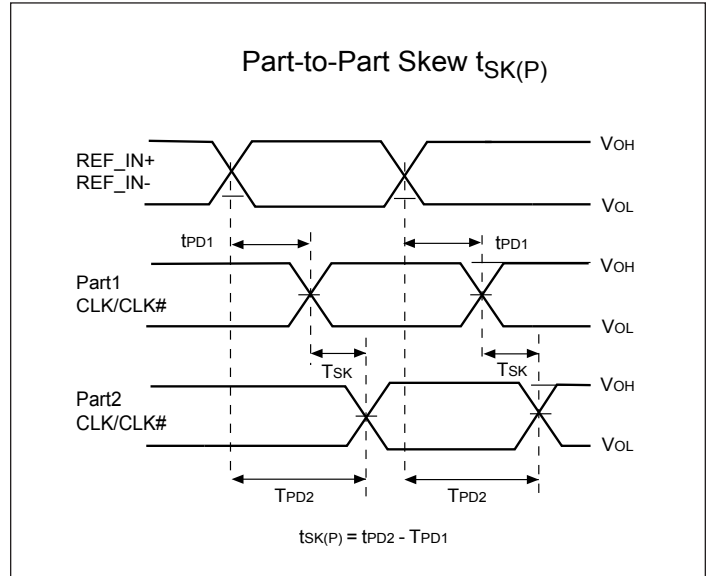 Part-to-Part Skew tSK(P)
REF_IN+
REF_IN-
VOH
VOL
tPD1
tPD1
Part1
CLK/CLK#
VOH
VOL
TSK
TSK
Part2
CLK/CLK#
VOH
VOL
TPD2
TPD2
tSK(P) = tPD2 - TPD1